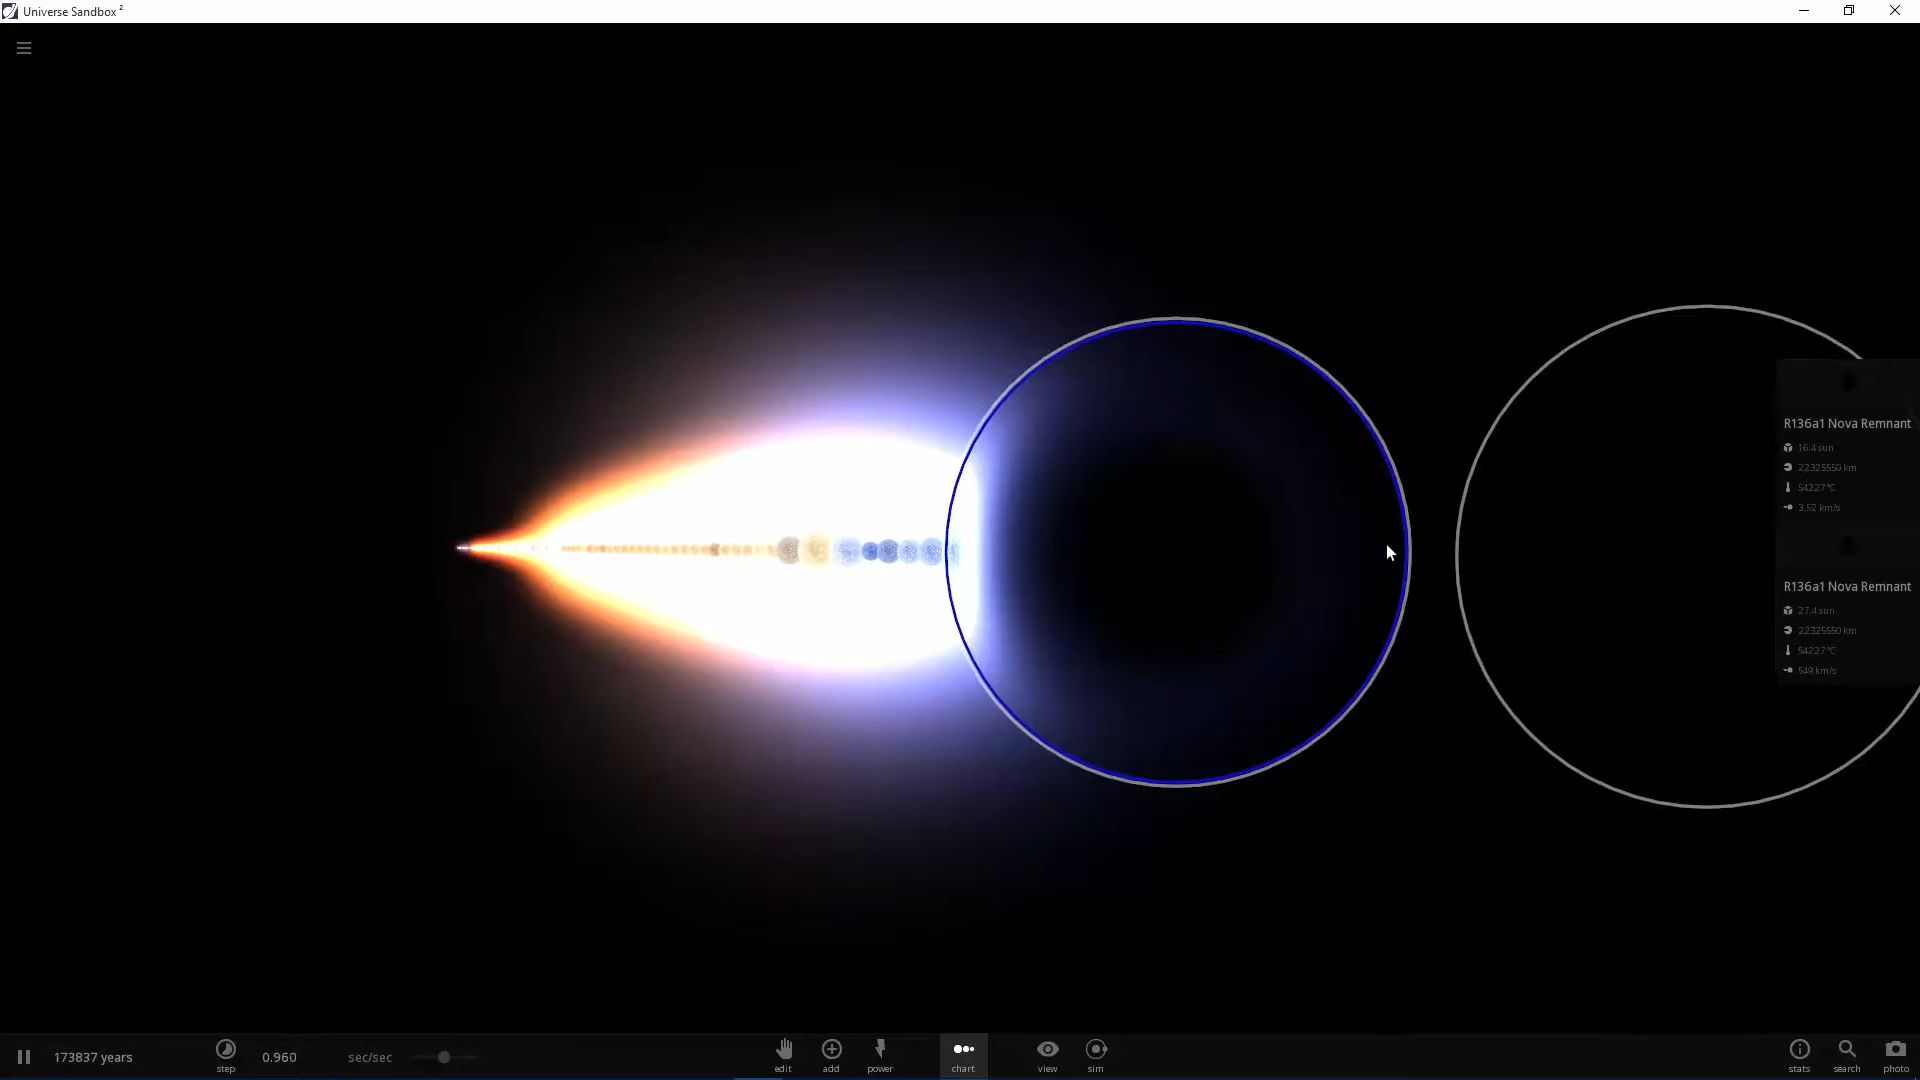 Universe Sandbox ²
R136a1 Nova Remnant
16.4 sun
22325550 km
54227°C
3.52 km/s
R136a1 Nova Remnant
27.4 sun
22325550 km
54227°C
549 km/s
173837 years
step
0.960
sec/sec
edit
add
power
chart
view
sim
stats
search
photo